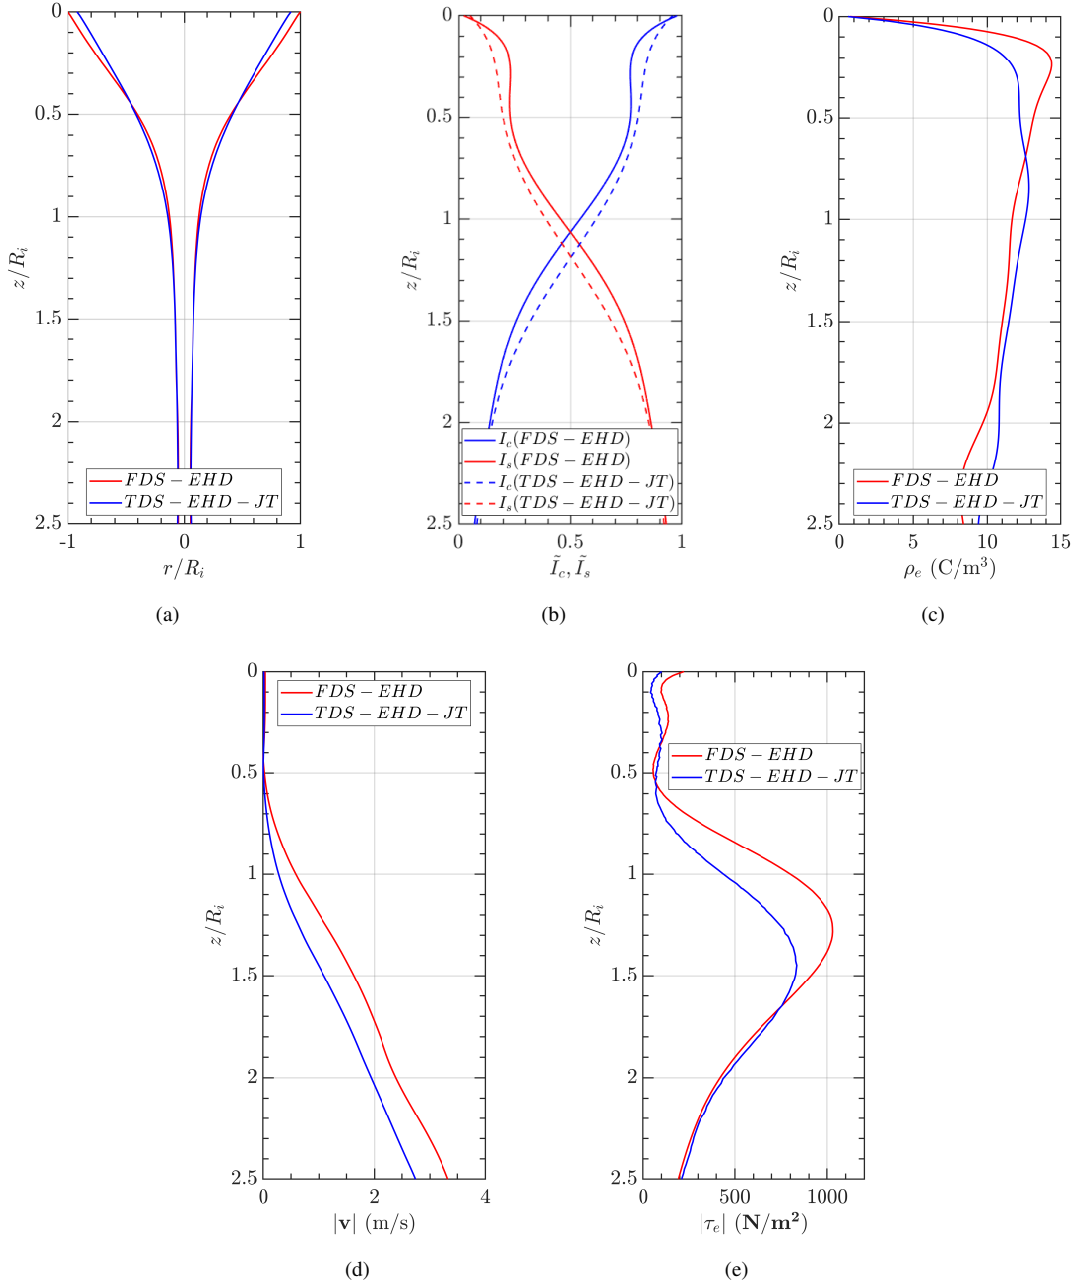 0
0.5
1
1.5
2
2.5
z/R_i
FDS − EHD
TDS − EHD − JT
-1 0 1
r/R_i
(a)
0
0.5
1
1.5
2
2.5
z/R_i
I_c(FDS − EHD)
I_s(FDS − EHD)
I_c(TDS − EHD − JT)
I_s(TDS − EHD − JT)
0 0.5 1
Ĩ_c, Ĩ_s
(b)
0
0.5
1
1.5
2
2.5
z/R_i
FDS − EHD
TDS − EHD − JT
0 5 10 15
ρ_e (C/m³)
(c)
0
0.5
1
1.5
2
2.5
z/R_i
FDS − EHD
TDS − EHD − JT
0 2 4
|v| (m/s)
(d)
0
0.5
1
1.5
2
2.5
z/R_i
FDS − EHD
TDS − EHD − JT
0 500 1000
|τ_e| (N/m²)
(e)